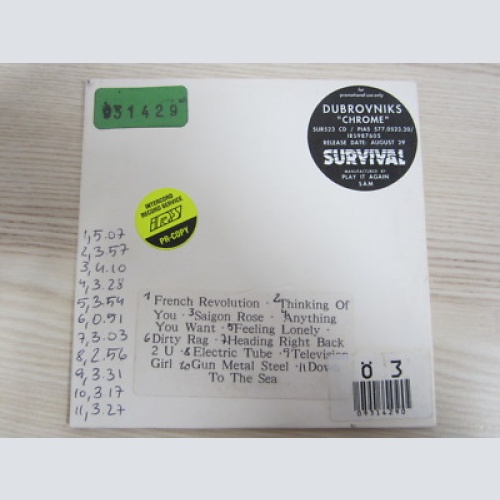 031429
for
promotional use only
DUBROVNIKS
"CHROME"
SUR523 CD / PIAS 577.0523.20/
IRS987605
RELEASE DATE: AUGUST 29
SURVIVAL
MANUFACTURED BY
PLAY IT AGAIN
SAM
INTERCORD
RECORD SERVICE
irs
PR-COPY
1, 5.07
2, 3.57
3, 4.10
4, 3.28
5, 3.54
6, 0.51
7, 3.03
8, 2.56
9, 3.31
10, 3.17
11, 3.27
1 French Revolution · 2 Thinking Of
You · 3 Saigon Rose · 4 Anything
You Want · 5 Feeling Lonely ·
6 Dirty Rag · 7 Heading Right Back
2 U · 8 Electric Tube · 9 Television
Girl · 10 Gun Metal Steel · 11 Down
To The Sea
Ö 3
09314290